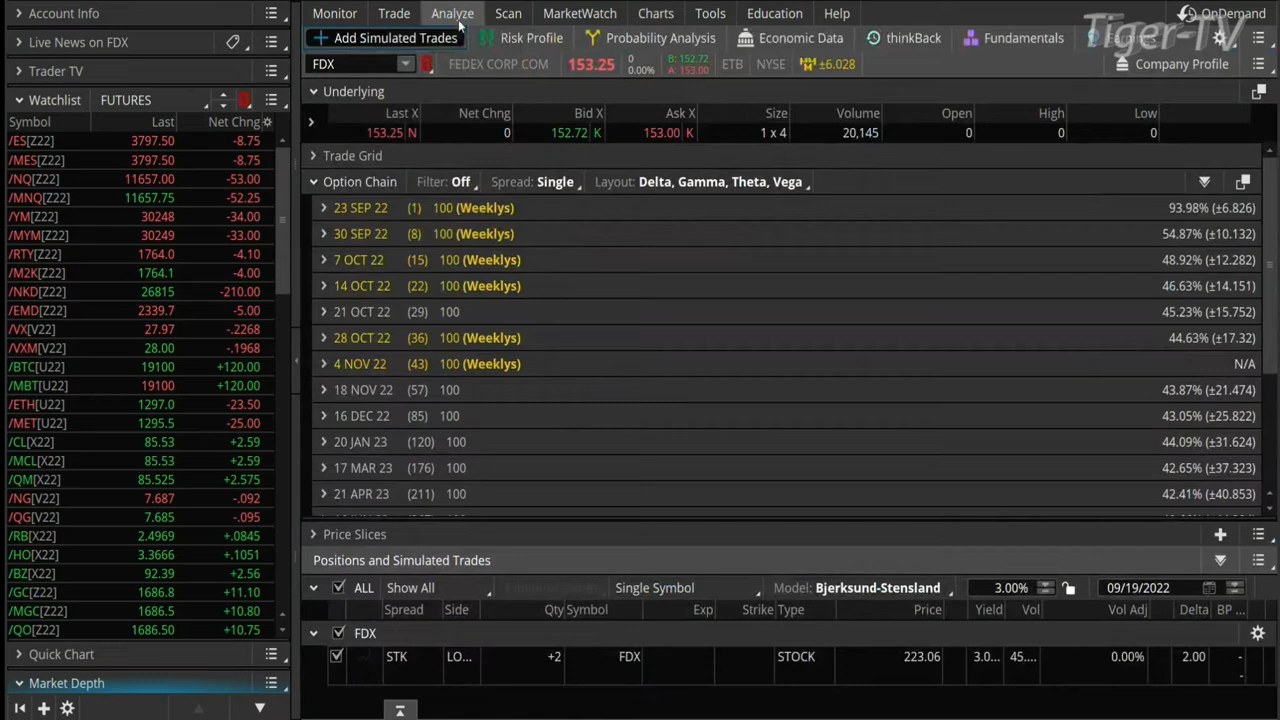 Account Info
Live News on FDX
Trader TV
Watchlist FUTURES
Symbol Last Net Chng
/ES[Z22] 3797.50 -8.75
/MES[Z22] 3797.50 -8.75
/NQ[Z22] 11657.00 -53.00
/MNQ[Z22] 11657.75 -52.25
/YM[Z22] 30248 -34.00
/MYM[Z22] 30249 -33.00
/RTY[Z22] 1764.0 -4.10
/M2K[Z22] 1764.1 -4.00
/NKD[Z22] 26815 -210.00
/EMD[Z22] 2339.7 -5.00
/VX[V22] 27.97 -.2268
/VXM[V22] 28.00 -.1968
/BTC[U22] 19100 +120.00
/MBT[U22] 19100 +120.00
/ETH[U22] 1297.0 -23.50
/MET[U22] 1295.5 -25.00
/CL[X22] 85.53 +2.59
/MCL[X22] 85.53 +2.59
/QM[X22] 85.525 +2.575
/NG[V22] 7.687 -.092
/QG[V22] 7.685 -.095
/RB[X22] 2.4969 +.0845
/HO[X22] 3.3666 +.1051
/BZ[X22] 92.39 +2.56
/GC[Z22] 1686.8 +11.10
/MGC[Z22] 1686.5 +10.80
/QO[Z22] 1686.50 +10.75
Quick Chart
Market Depth
Monitor Trade Analyze Scan MarketWatch Charts Tools Education Help OnDemand
Tiger-TV
Add Simulated Trades Risk Profile Probability Analysis Economic Data thinkBack Fundamentals
FDX FEDEX CORP COM 153.25 0 0.00% B: 152.72 A: 153.00 ETB NYSE ±6.028 Company Profile
Underlying
Last X Net Chng Bid X Ask X Size Volume Open High Low
153.25 N 0 152.72 K 153.00 K 1 x 4 20,145 0 0 0
Trade Grid
Option Chain Filter: Off Spread: Single Layout: Delta, Gamma, Theta, Vega
23 SEP 22 (1) 100 (Weeklys) 93.98% (±6.826)
30 SEP 22 (8) 100 (Weeklys) 54.87% (±10.132)
7 OCT 22 (15) 100 (Weeklys) 48.92% (±12.282)
14 OCT 22 (22) 100 (Weeklys) 46.63% (±14.151)
21 OCT 22 (29) 100 45.23% (±15.752)
28 OCT 22 (36) 100 (Weeklys) 44.63% (±17.32)
4 NOV 22 (43) 100 (Weeklys) N/A
18 NOV 22 (57) 100 43.87% (±21.474)
16 DEC 22 (85) 100 43.05% (±25.822)
20 JAN 23 (120) 100 44.09% (±31.624)
17 MAR 23 (176) 100 42.65% (±37.323)
21 APR 23 (211) 100 42.41% (±40.853)
Price Slices
Positions and Simulated Trades
ALL Show All Single Symbol Model: Bjerksund-Stensland 3.00% 09/19/2022
Spread Side Qty Symbol Exp Strike Type Price Yield Vol Vol Adj Delta BP ...
FDX
STK LO... +2 FDX STOCK 223.06 3.0... 45.... 0.00% 2.00 -
-